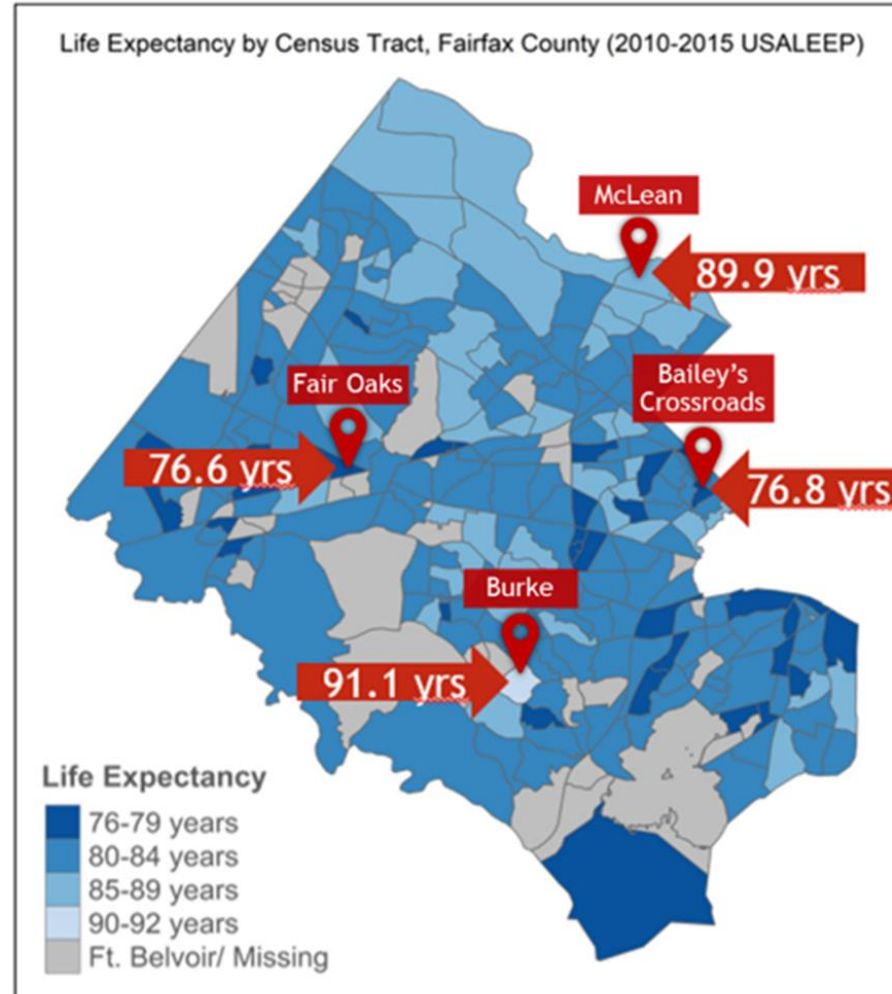 Life Expectancy by Census Tract, Fairfax County (2010-2015 USALEEP)
McLean
89.9 yrs
Fair Oaks
Bailey's
Crossroads
76.6 yrs
76.8 yrs
Burke
91.1 yrs
Life Expectancy
76-79 years
80-84 years
85-89 years
90-92 years
Ft. Belvoir/ Missing